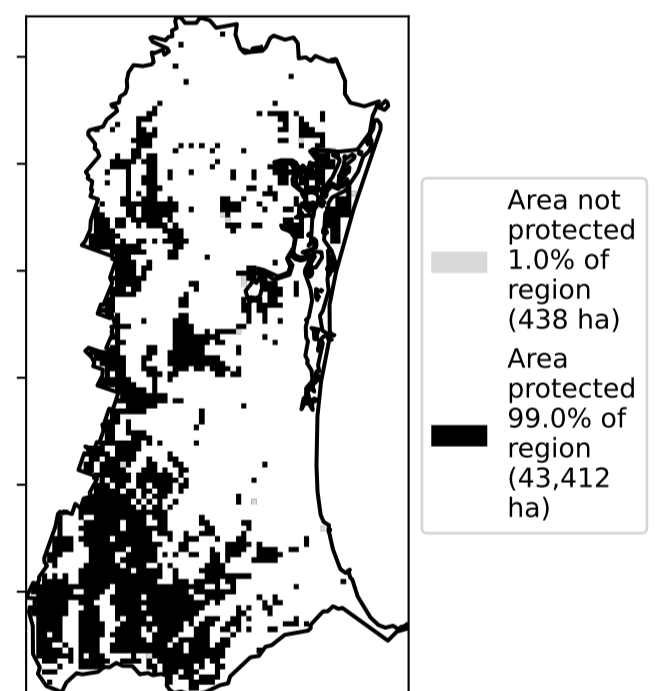 Area not
protected
1.0% of
region
(438 ha)
Area
protected
99.0% of
region
(43,412
ha)